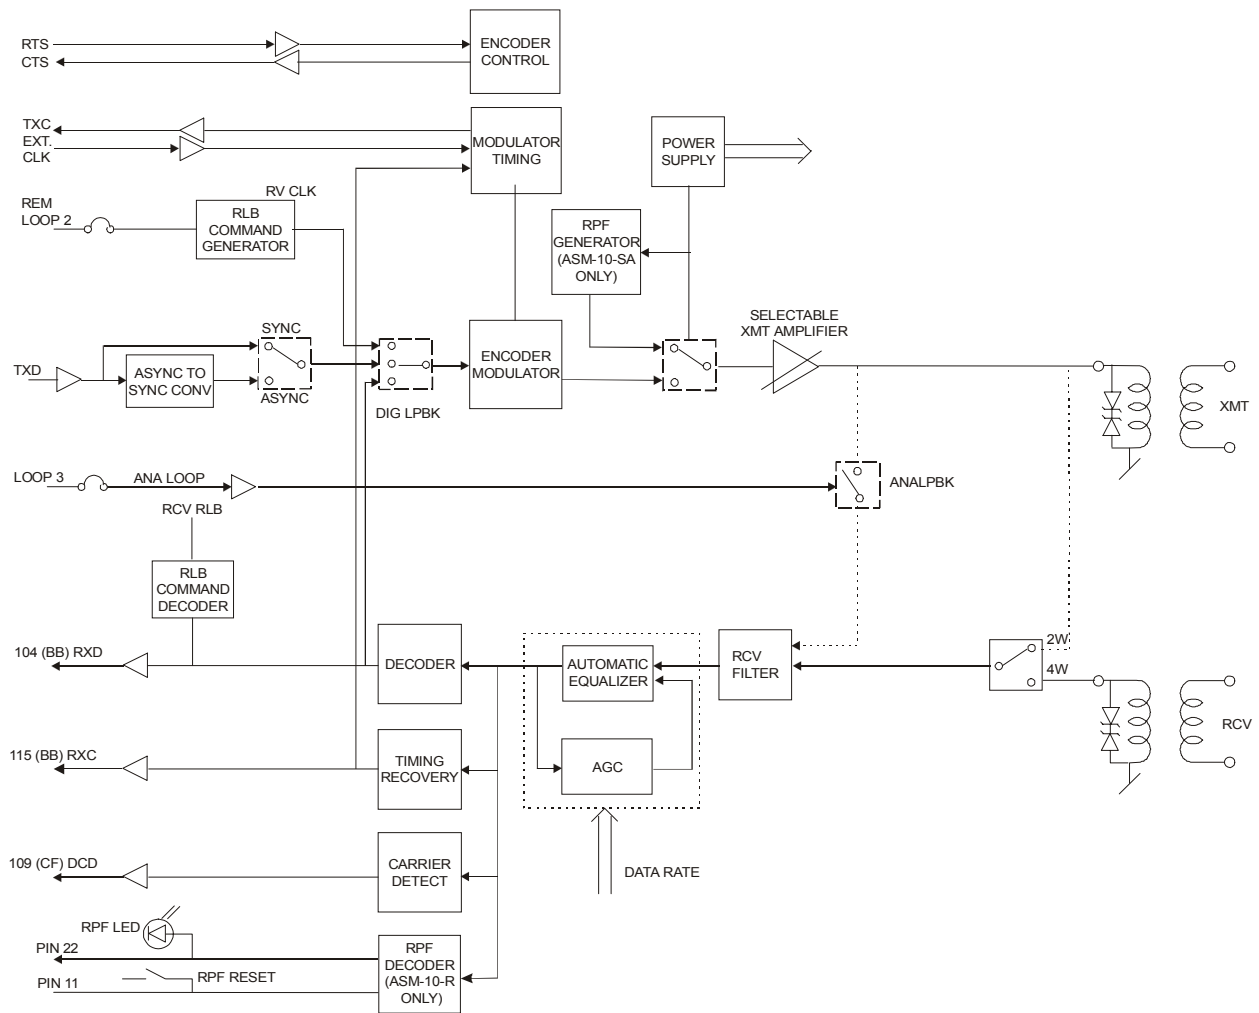 RTS
CTS
ENCODER
CONTROL
TXC
EXT.
CLK
MODULATOR
TIMING
POWER
SUPPLY
REM
LOOP 2
RV CLK
RLB
COMMAND
GENERATOR
RPF
GENERATOR
(ASM-10-SA
ONLY)
SELECTABLE
XMT AMPLIFIER
TXD
ASYNC TO
SYNC CONV
SYNC
ASYNC
DIG LPBK
ENCODER
MODULATOR
XMT
LOOP 3
ANA LOOP
ANALPBK
RCV RLB
RLB
COMMAND
DECODER
104 (BB) RXD
DECODER
AUTOMATIC
EQUALIZER
RCV
FILTER
2W
4W
RCV
115 (BB) RXC
TIMING
RECOVERY
AGC
109 (CF) DCD
CARRIER
DETECT
DATA RATE
RPF LED
PIN 22
PIN 11
RPF RESET
RPF
DECODER
(ASM-10-R
ONLY)